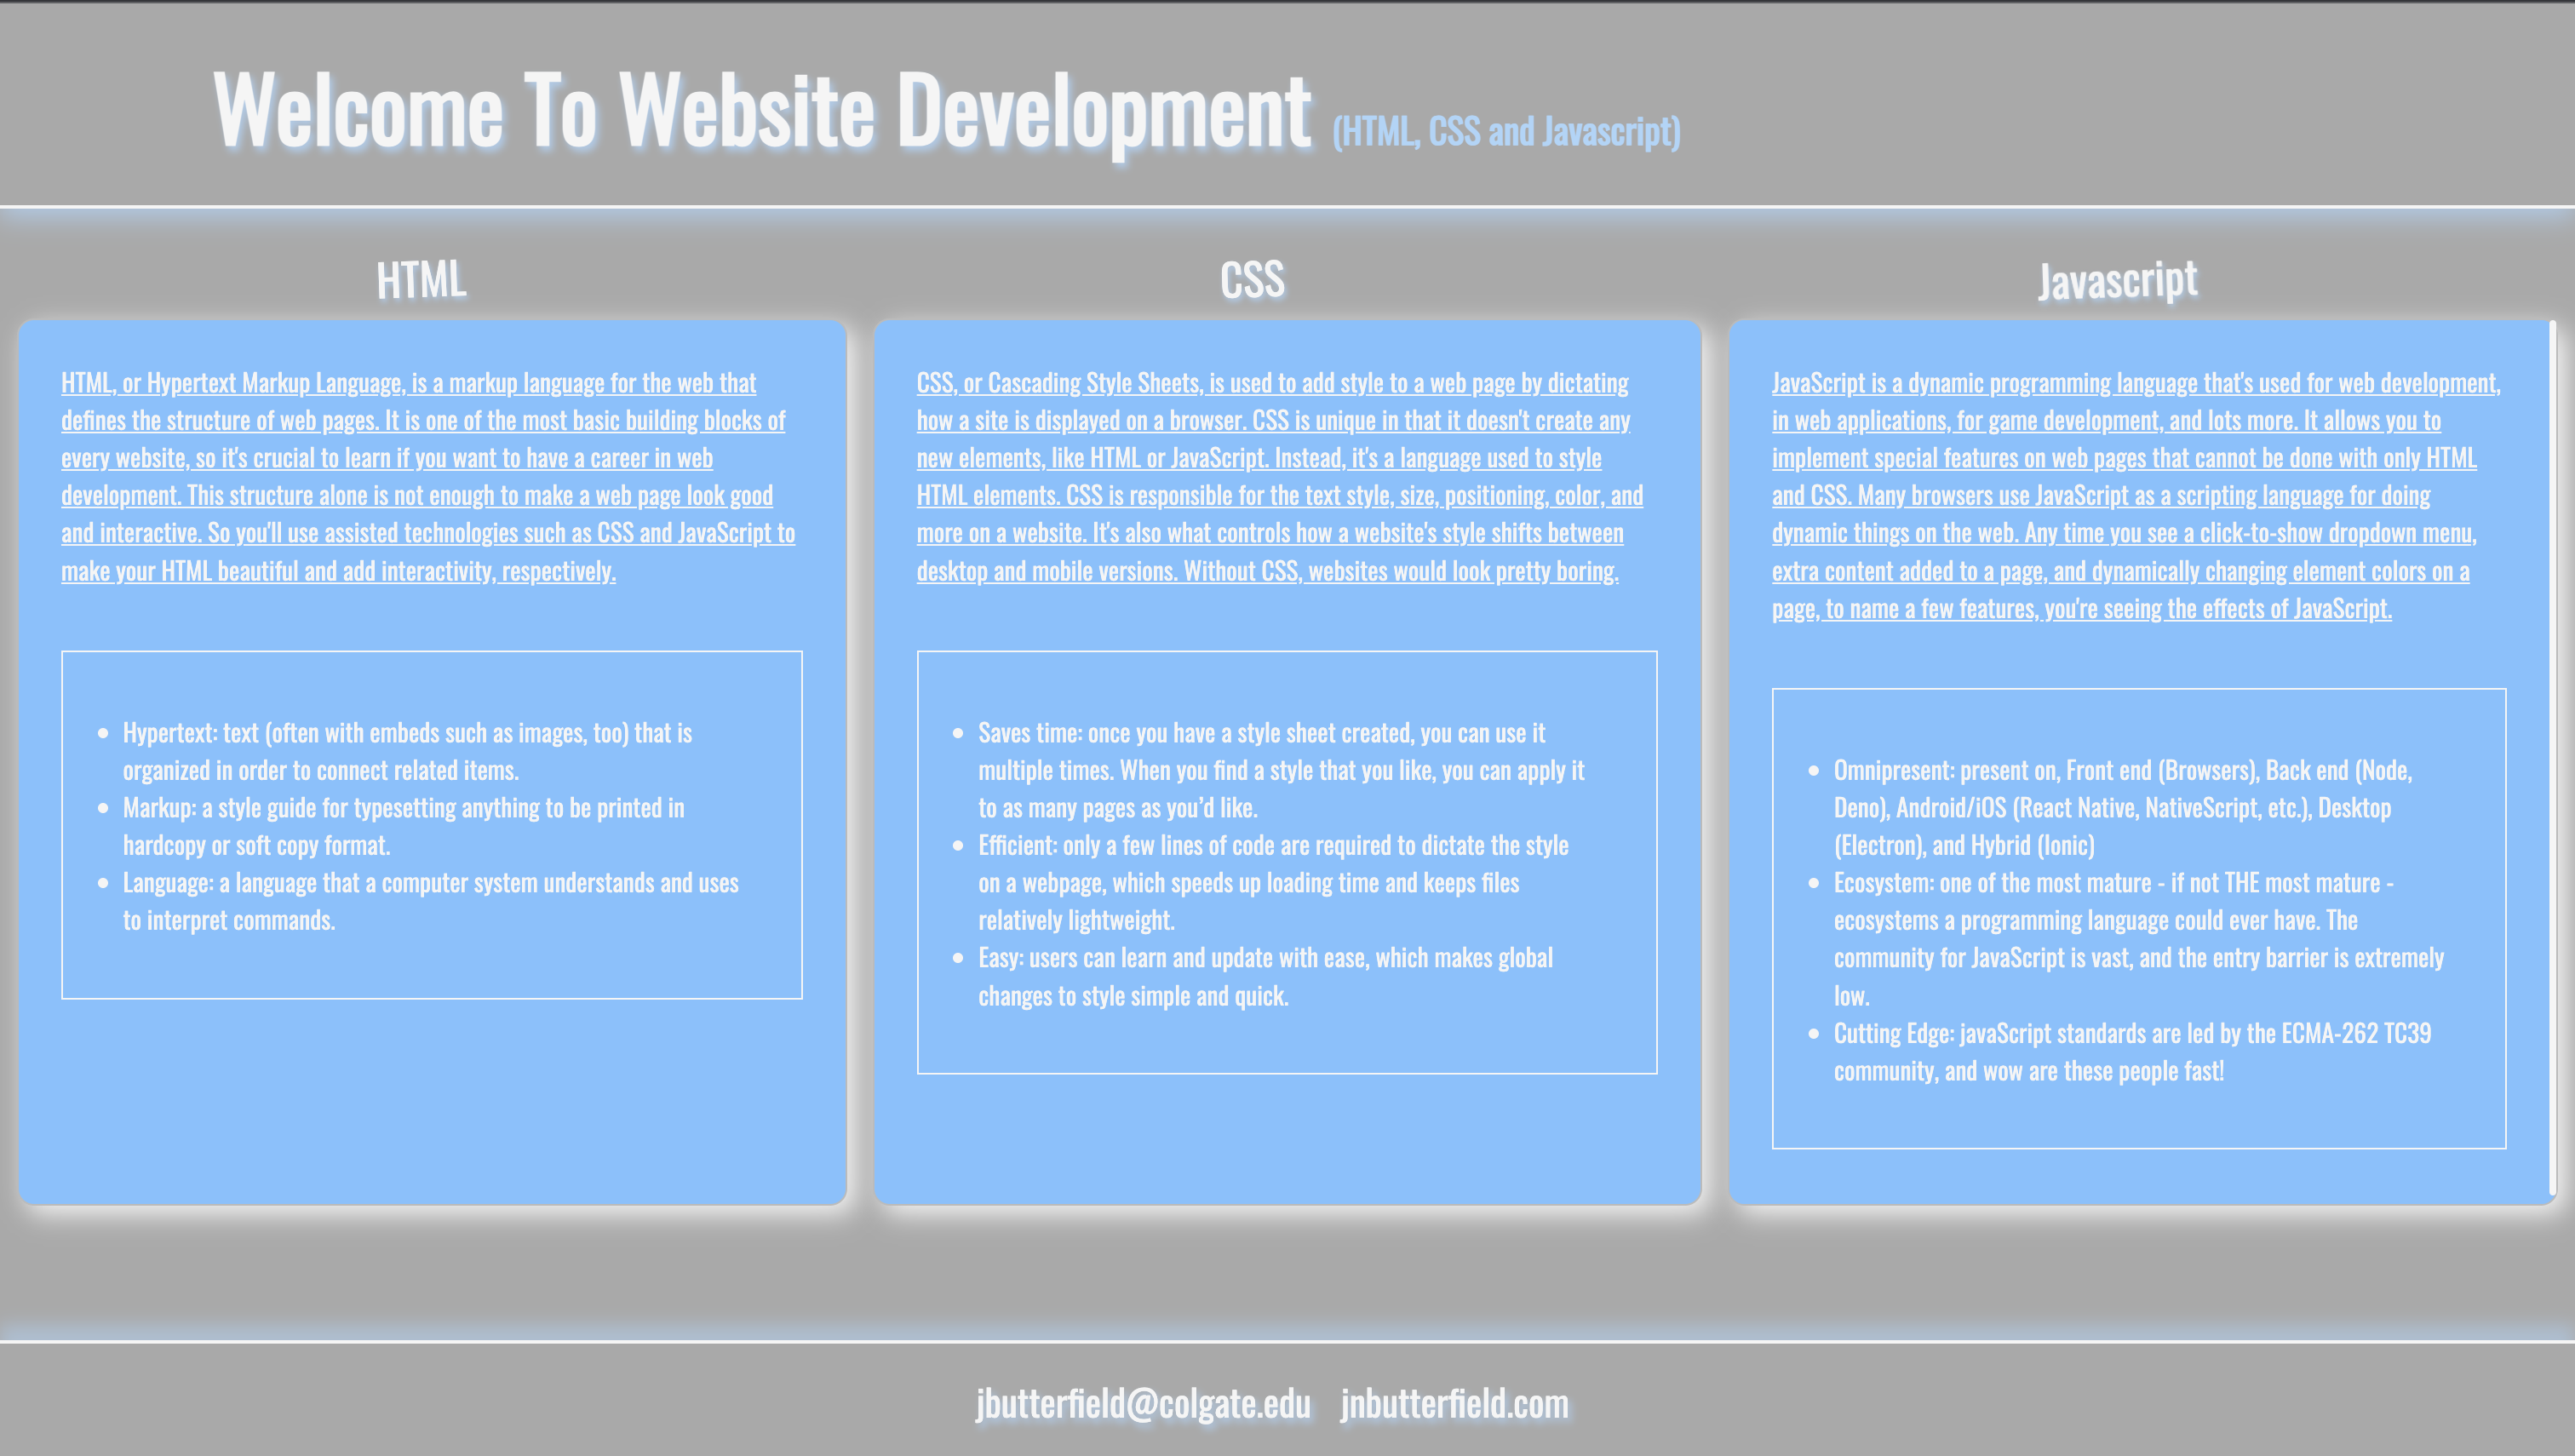 Welcome To Website Development (HTML, CSS and Javascript)
HTML
HTML, or Hypertext Markup Language, is a markup language for the web that
defines the structure of web pages. It is one of the most basic building blocks of
every website, so it's crucial to learn if you want to have a career in web
development. This structure alone is not enough to make a web page look good
and interactive. So you'll use assisted technologies such as CSS and JavaScript to
make your HTML beautiful and add interactivity, respectively.
• Hypertext: text (often with embeds such as images, too) that is
organized in order to connect related items.
• Markup: a style guide for typesetting anything to be printed in
hardcopy or soft copy format.
• Language: a language that a computer system understands and uses
to interpret commands.
CSS
CSS, or Cascading Style Sheets, is used to add style to a web page by dictating
how a site is displayed on a browser. CSS is unique in that it doesn't create any
new elements, like HTML or JavaScript. Instead, it's a language used to style
HTML elements. CSS is responsible for the text style, size, positioning, color, and
more on a website. It's also what controls how a website's style shifts between
desktop and mobile versions. Without CSS, websites would look pretty boring.
• Saves time: once you have a style sheet created, you can use it
multiple times. When you find a style that you like, you can apply it
to as many pages as you’d like.
• Efficient: only a few lines of code are required to dictate the style
on a webpage, which speeds up loading time and keeps files
relatively lightweight.
• Easy: users can learn and update with ease, which makes global
changes to style simple and quick.
Javascript
JavaScript is a dynamic programming language that's used for web development,
in web applications, for game development, and lots more. It allows you to
implement special features on web pages that cannot be done with only HTML
and CSS. Many browsers use JavaScript as a scripting language for doing
dynamic things on the web. Any time you see a click-to-show dropdown menu,
extra content added to a page, and dynamically changing element colors on a
page, to name a few features, you're seeing the effects of JavaScript.
• Omnipresent: present on, Front end (Browsers), Back end (Node,
Deno), Android/iOS (React Native, NativeScript, etc.), Desktop
(Electron), and Hybrid (Ionic)
• Ecosystem: one of the most mature - if not THE most mature -
ecosystems a programming language could ever have. The
community for JavaScript is vast, and the entry barrier is extremely
low.
• Cutting Edge: javaScript standards are led by the ECMA-262 TC39
community, and wow are these people fast!
jbutterfield@colgate.edu jnbutterfield.com